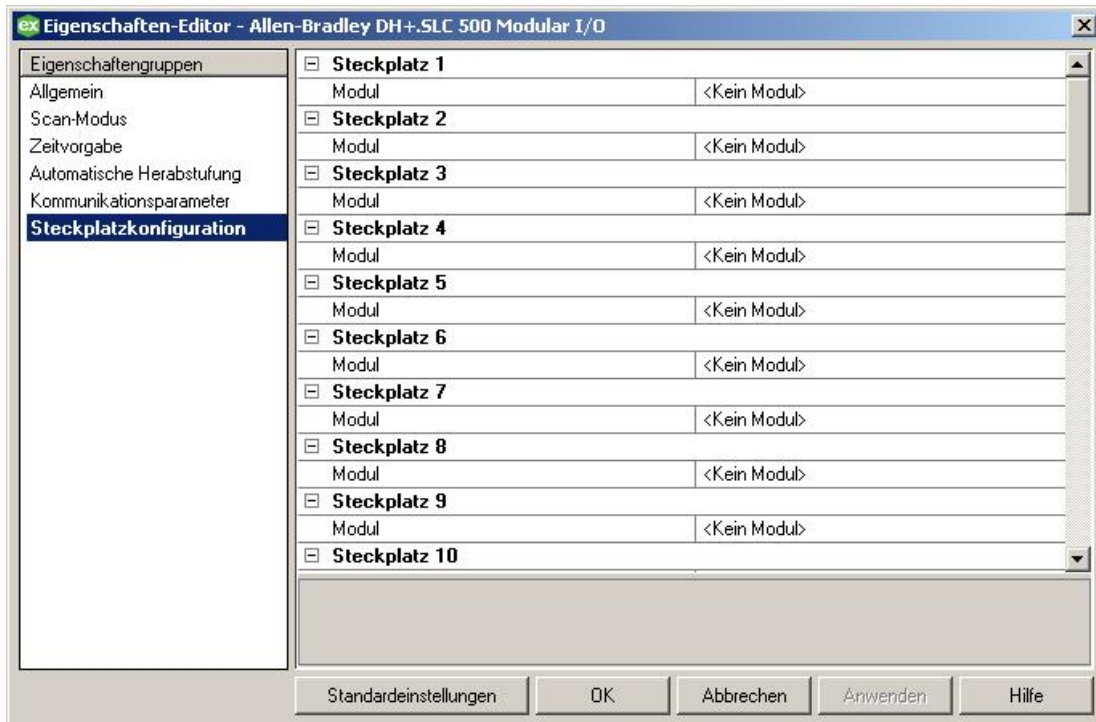 ex Eigenschaften-Editor - Allen-Bradley DH+.SLC 500 Modular I/O
Eigenschaftengruppen
Allgemein
Scan-Modus
Zeitvorgabe
Automatische Herabstufung
Kommunikationsparameter
Steckplatzkonfiguration
Steckplatz 1
Modul <Kein Modul>
Steckplatz 2
Modul <Kein Modul>
Steckplatz 3
Modul <Kein Modul>
Steckplatz 4
Modul <Kein Modul>
Steckplatz 5
Modul <Kein Modul>
Steckplatz 6
Modul <Kein Modul>
Steckplatz 7
Modul <Kein Modul>
Steckplatz 8
Modul <Kein Modul>
Steckplatz 9
Modul <Kein Modul>
Steckplatz 10
Standardeinstellungen OK Abbrechen Anwenden Hilfe